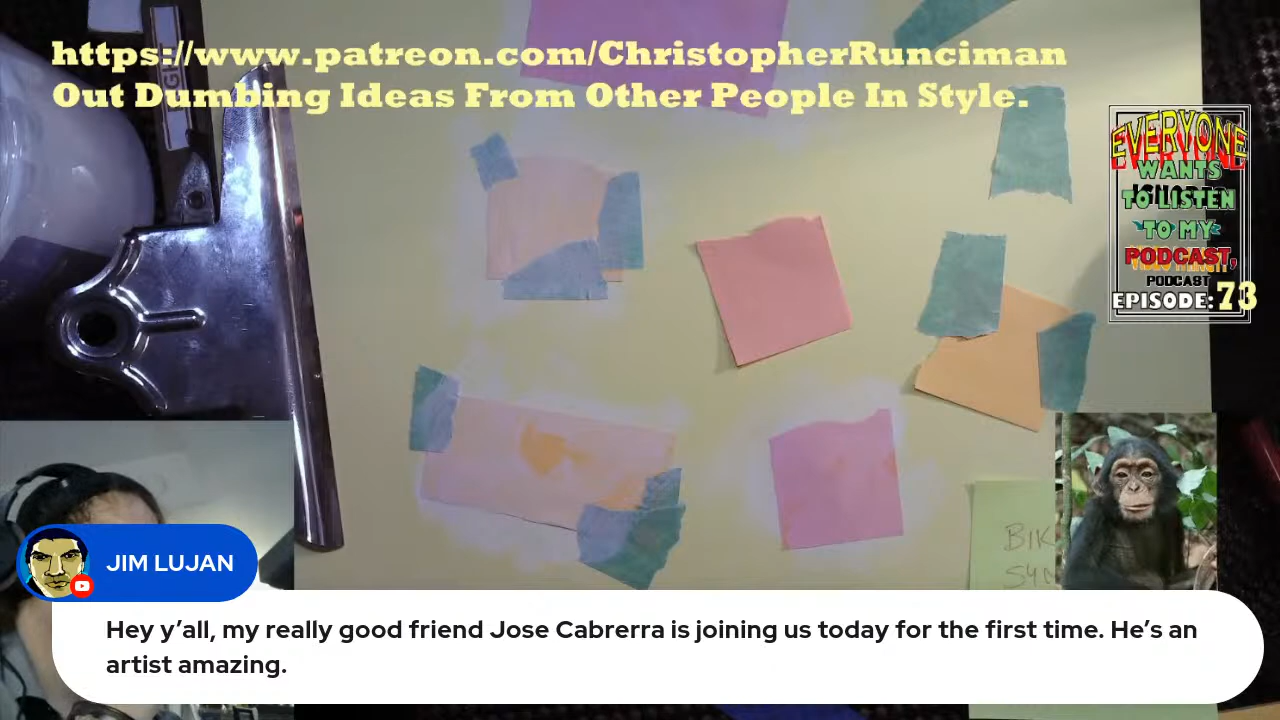 https://www.patreon.com/ChristopherRunciman
Out Dumbing Ideas From Other People In Style.
EVERYONE
WANTS
TO LISTEN
TO MY
PODCAST,
PODCAST
EPISODE: 73
BIK
SYN
JIM LUJAN
Hey y’all, my really good friend Jose Cabrerra is joining us today for the first time. He’s an
artist amazing.